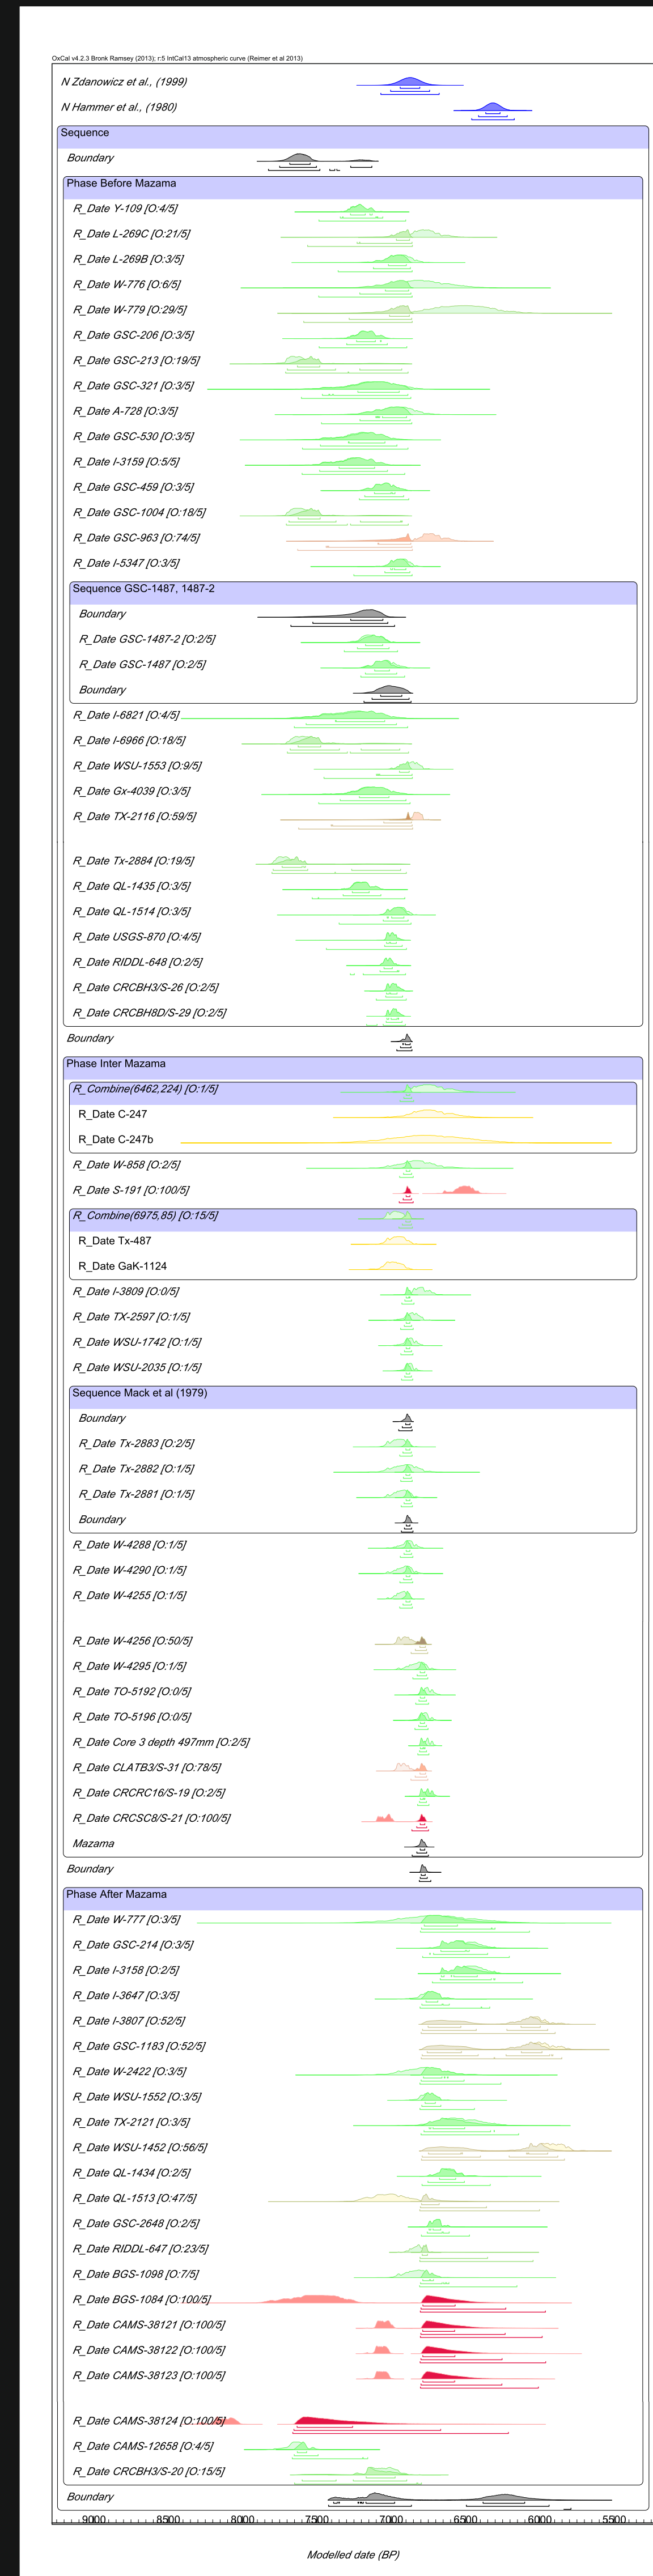 OxCal v4.2.3 Bronk Ramsey (2013); r:5 IntCal13 atmospheric curve (Reimer et al 2013)
N Zdanowicz et al., (1999)
N Hammer et al., (1980)
Sequence
Boundary
Phase Before Mazama
R_Date Y-109 [O:4/5]
R_Date L-269C [O:21/5]
R_Date L-269B [O:3/5]
R_Date W-776 [O:6/5]
R_Date W-779 [O:29/5]
R_Date GSC-206 [O:3/5]
R_Date GSC-213 [O:19/5]
R_Date GSC-321 [O:3/5]
R_Date A-728 [O:3/5]
R_Date GSC-530 [O:3/5]
R_Date I-3159 [O:5/5]
R_Date GSC-459 [O:3/5]
R_Date GSC-1004 [O:18/5]
R_Date GSC-963 [O:74/5]
R_Date I-5347 [O:3/5]
Sequence GSC-1487, 1487-2
Boundary
R_Date GSC-1487-2 [O:2/5]
R_Date GSC-1487 [O:2/5]
Boundary
R_Date I-6821 [O:4/5]
R_Date I-6966 [O:18/5]
R_Date WSU-1553 [O:9/5]
R_Date Gx-4039 [O:3/5]
R_Date TX-2116 [O:59/5]
R_Date Tx-2884 [O:19/5]
R_Date QL-1435 [O:3/5]
R_Date QL-1514 [O:3/5]
R_Date USGS-870 [O:4/5]
R_Date RIDDL-648 [O:2/5]
R_Date CRCBH3/S-26 [O:2/5]
R_Date CRCBH8D/S-29 [O:2/5]
Boundary
Phase Inter Mazama
R_Combine(6462,224) [O:1/5]
R_Date C-247
R_Date C-247b
R_Date W-858 [O:2/5]
R_Date S-191 [O:100/5]
R_Combine(6975,85) [O:15/5]
R_Date Tx-487
R_Date GaK-1124
R_Date I-3809 [O:0/5]
R_Date TX-2597 [O:1/5]
R_Date WSU-1742 [O:1/5]
R_Date WSU-2035 [O:1/5]
Sequence Mack et al (1979)
Boundary
R_Date Tx-2883 [O:2/5]
R_Date Tx-2882 [O:1/5]
R_Date Tx-2881 [O:1/5]
Boundary
R_Date W-4288 [O:1/5]
R_Date W-4290 [O:1/5]
R_Date W-4255 [O:1/5]
R_Date W-4256 [O:50/5]
R_Date W-4295 [O:1/5]
R_Date TO-5192 [O:0/5]
R_Date TO-5196 [O:0/5]
R_Date Core 3 depth 497mm [O:2/5]
R_Date CLATB3/S-31 [O:78/5]
R_Date CRCRC16/S-19 [O:2/5]
R_Date CRCSC8/S-21 [O:100/5]
Mazama
Boundary
Phase After Mazama
R_Date W-777 [O:3/5]
R_Date GSC-214 [O:3/5]
R_Date I-3158 [O:2/5]
R_Date I-3647 [O:3/5]
R_Date I-3807 [O:52/5]
R_Date GSC-1183 [O:52/5]
R_Date W-2422 [O:3/5]
R_Date WSU-1552 [O:3/5]
R_Date TX-2121 [O:3/5]
R_Date WSU-1452 [O:56/5]
R_Date QL-1434 [O:2/5]
R_Date QL-1513 [O:47/5]
R_Date GSC-2648 [O:2/5]
R_Date RIDDL-647 [O:23/5]
R_Date BGS-1098 [O:7/5]
R_Date BGS-1084 [O:100/5]
R_Date CAMS-38121 [O:100/5]
R_Date CAMS-38122 [O:100/5]
R_Date CAMS-38123 [O:100/5]
R_Date CAMS-38124 [O:100/5]
R_Date CAMS-12658 [O:4/5]
R_Date CRCBH3/S-20 [O:15/5]
Boundary
9000 8500 8000 7500 7000 6500 6000 5500
Modelled date (BP)